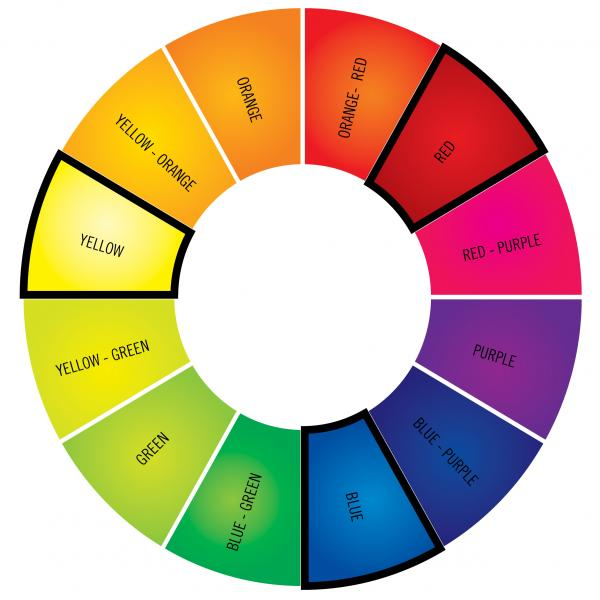 ORANGE- RED
RED
RED - PURPLE
PURPLE
BLUE - PURPLE
BLUE
BLUE - GREEN
GREEN
YELLOW - GREEN
YELLOW
YELLOW - ORANGE
ORANGE